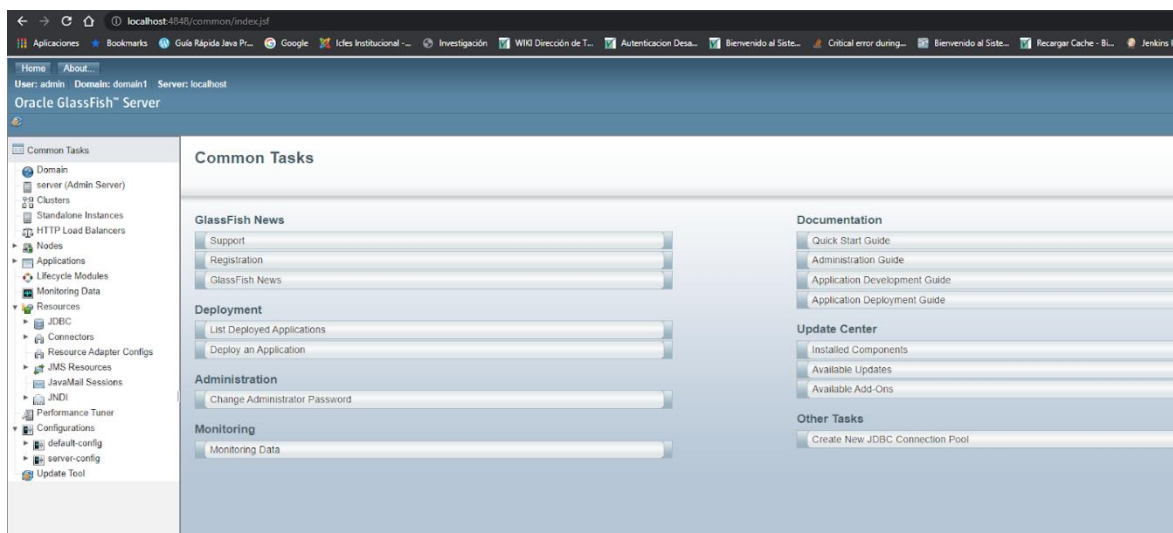 localhost:4848/common/index.jsf
Aplicaciones Bookmarks Guía Rápida Java Pr... Google Icfes Institucional -... Investigación WIKI Dirección de T... Autenticacion Desa... Bienvenido al Siste... Critical error during... Bienvenido al Siste... Recargar Cache - Bi... Jenkins
Home About...
User: admin Domain: domain1 Server: localhost
Oracle GlassFish™ Server
Common Tasks
Domain
server (Admin Server)
Clusters
Standalone Instances
HTTP Load Balancers
Nodes
Applications
Lifecycle Modules
Monitoring Data
Resources
JDBC
Connectors
Resource Adapter Configs
JMS Resources
JavaMail Sessions
JNDI
Performance Tuner
Configurations
default-config
server-config
Update Tool
Common Tasks
GlassFish News
Support
Registration
GlassFish News
Deployment
List Deployed Applications
Deploy an Application
Administration
Change Administrator Password
Monitoring
Monitoring Data
Documentation
Quick Start Guide
Administration Guide
Application Development Guide
Application Deployment Guide
Update Center
Installed Components
Available Updates
Available Add-Ons
Other Tasks
Create New JDBC Connection Pool